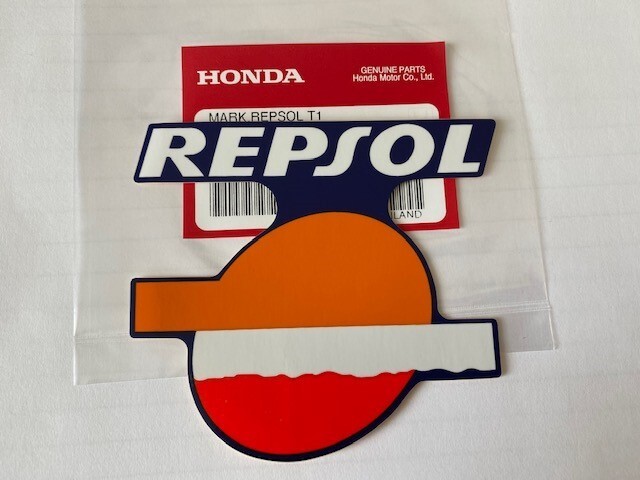 HONDA
GENUINE PARTS
Honda Motor Co., Ltd.
MARK REPSOL T1
REPSOL